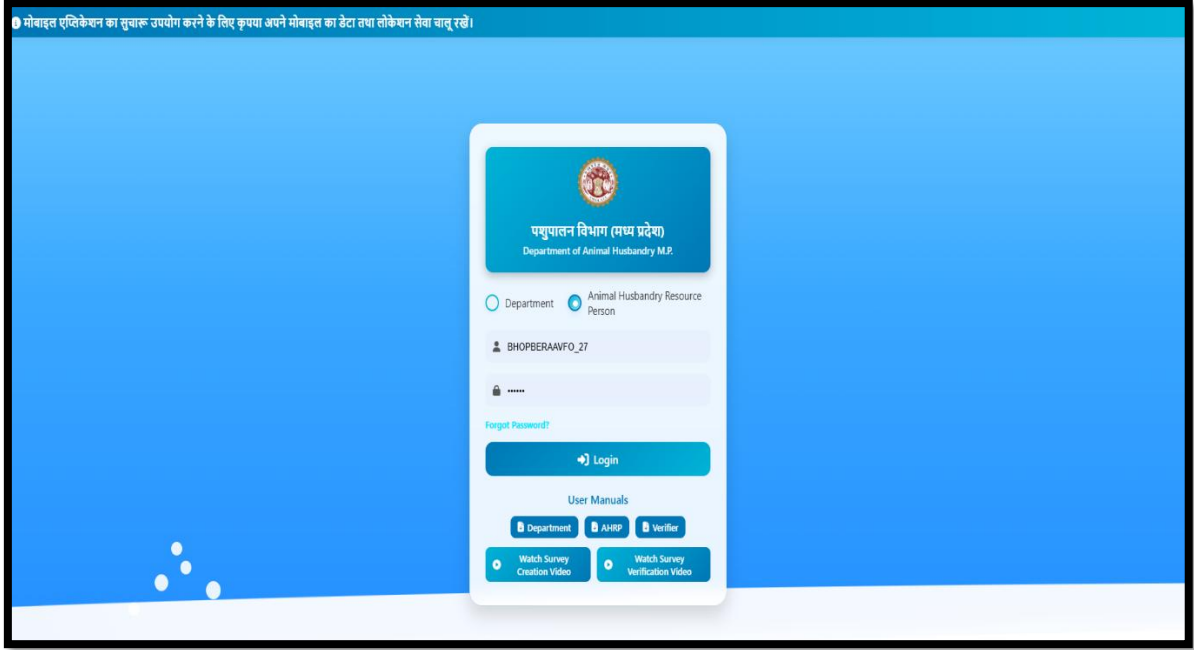 मोबाइल एप्लिकेशन का सुचारू उपयोग करने के लिए कृपया अपने मोबाइल का डेटा तथा लोकेशन सेवा चालू रखें।
पशुपालन विभाग (मध्य प्रदेश)
Department of Animal Husbandry M.P.
Department
Animal Husbandry Resource
Person
BHOPBERAAVFO_27
••••••
Forgot Password?
Login
User Manuals
Department AHRP Verifier
Watch Survey
Creation Video
Watch Survey
Verification Video